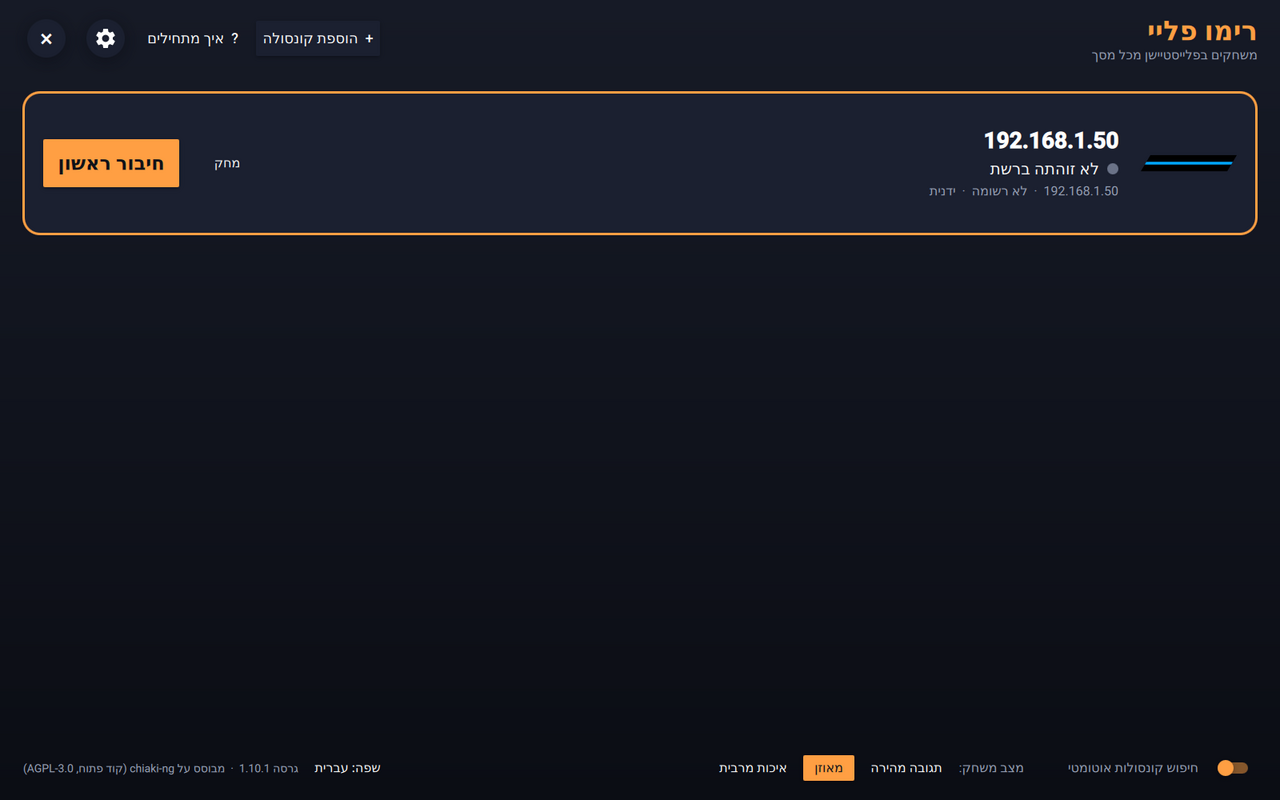 רימו פליי
משחקים בפלייסטיישן מכל מסך
+ הוספת קונסולה
? איך מתחילים
192.168.1.50
לא זוהתה ברשת
192.168.1.50 · לא רשומה · ידנית
מחק
חיבור ראשון
חיפוש קונסולות אוטומטי
מצב משחק: תגובה מהירה מאוזן איכות מרבית
שפה: עברית
גרסה 1.10.1 · מבוסס על chiaki-ng (קוד פתוח, AGPL-3.0)